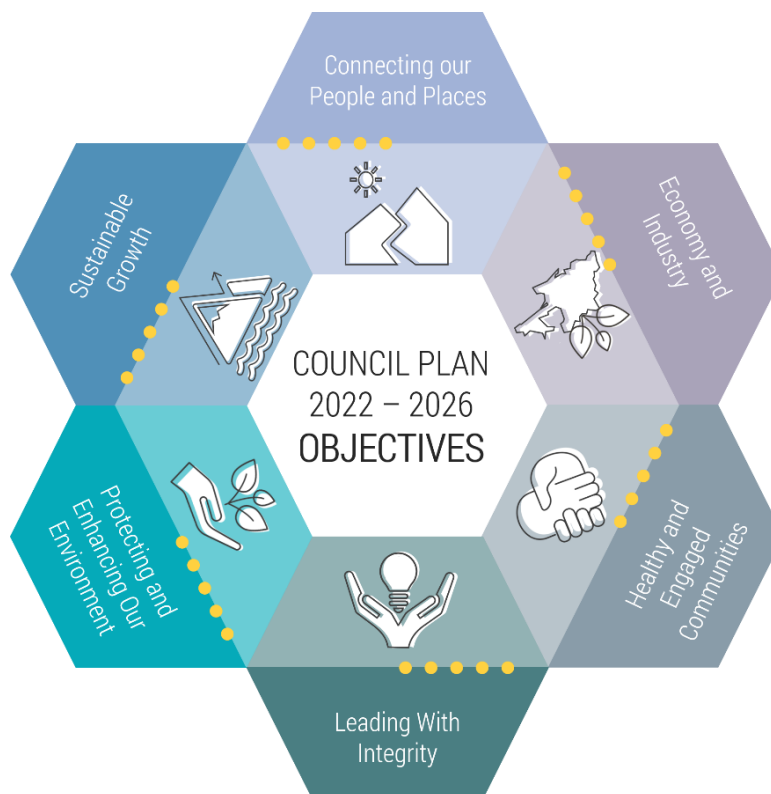 Connecting our
People and Places
Economy and
Industry
Healthy and
Engaged
Communities
Leading With
Integrity
Protecting and
Enhancing Our
Environment
Sustainable
Growth
COUNCIL PLAN
2022 – 2026
OBJECTIVES